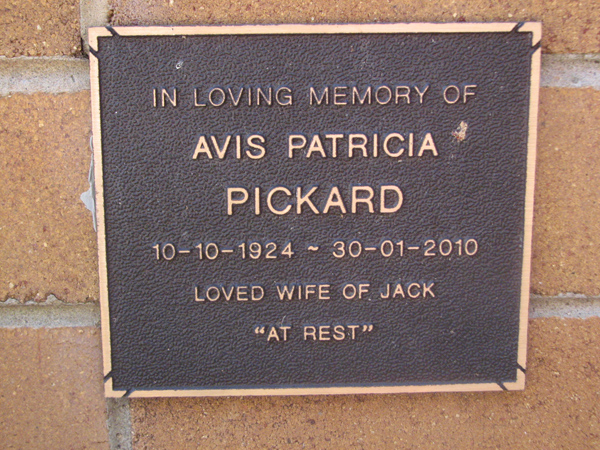 IN LOVING MEMORY OF
AVIS PATRICIA
PICKARD
10-10-1924 ~ 30-01-2010
LOVED WIFE OF JACK
"AT REST"